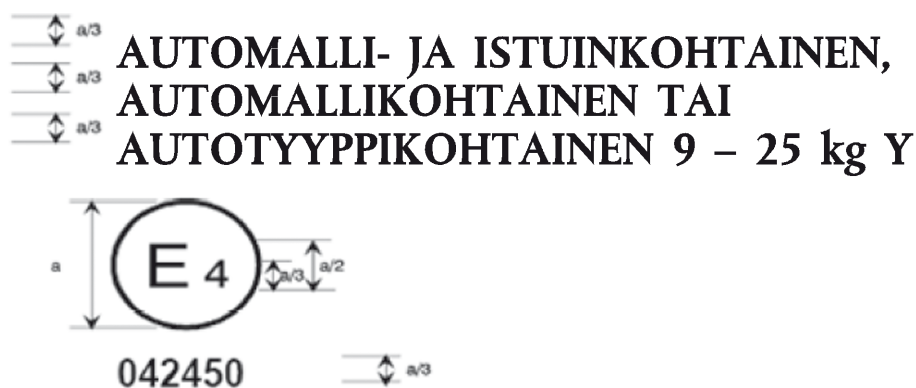 a/3 AUTOMALLI- JA ISTUINKOHTAINEN,
a/3 AUTOMALLIKOHTAINEN TAI
a/3 AUTOTYYPPIKOHTAINEN 9 – 25 kg Y
a E 4 a/3 a/2
042450 a/3